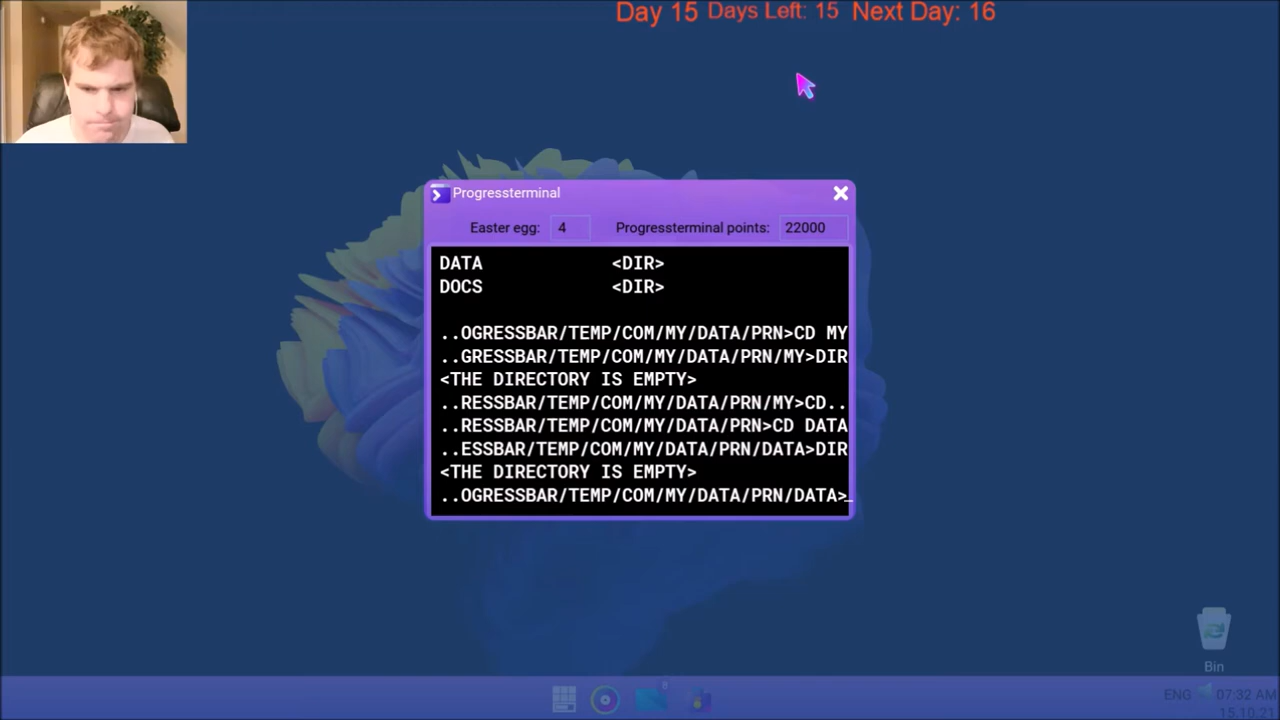 Day 15 Days Left: 15 Next Day: 16
Progressterminal
Easter egg: 4 Progressterminal points: 22000
DATA <DIR>
DOCS <DIR>
..OGRESSBAR/TEMP/COM/MY/DATA/PRN>CD MY
..GRESSBAR/TEMP/COM/MY/DATA/PRN/MY>DIR
<THE DIRECTORY IS EMPTY>
..RESSBAR/TEMP/COM/MY/DATA/PRN/MY>CD..
..RESSBAR/TEMP/COM/MY/DATA/PRN>CD DATA
..ESSBAR/TEMP/COM/MY/DATA/PRN/DATA>DIR
<THE DIRECTORY IS EMPTY>
..OGRESSBAR/TEMP/COM/MY/DATA/PRN/DATA>_
Bin
ENG 07:32 AM
15.10.21